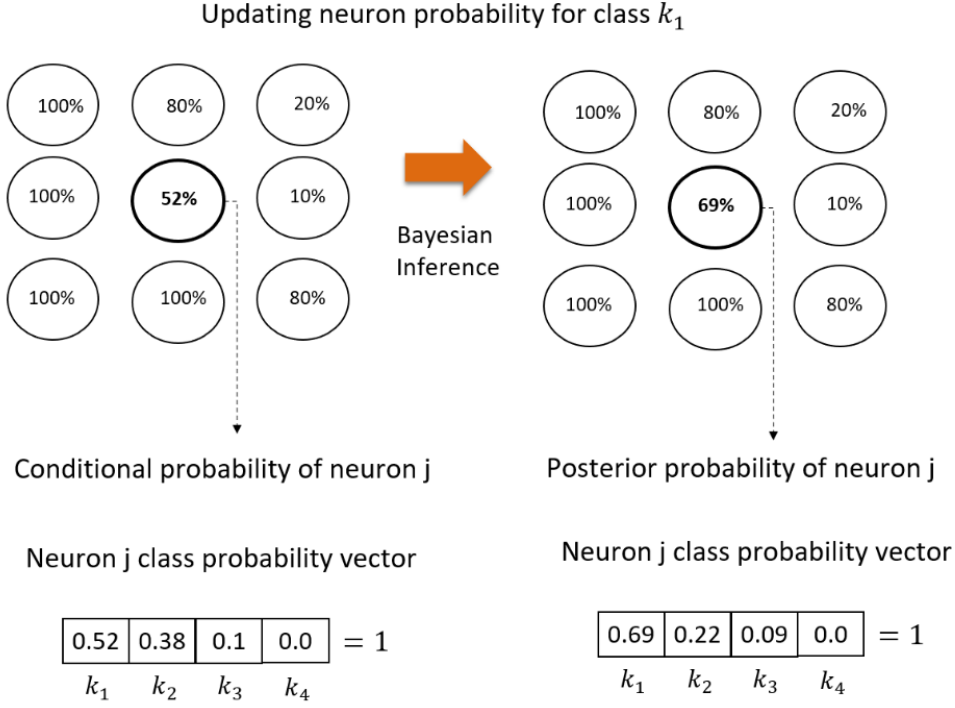 Updating neuron probability for class k₁
100% 80% 20%
100% 52% 10%
100% 100% 80%
Bayesian
Inference
100% 80% 20%
100% 69% 10%
100% 100% 80%
Conditional probability of neuron j
Neuron j class probability vector
0.52 0.38 0.1 0.0 = 1
k₁ k₂ k₃ k₄
Posterior probability of neuron j
Neuron j class probability vector
0.69 0.22 0.09 0.0 = 1
k₁ k₂ k₃ k₄